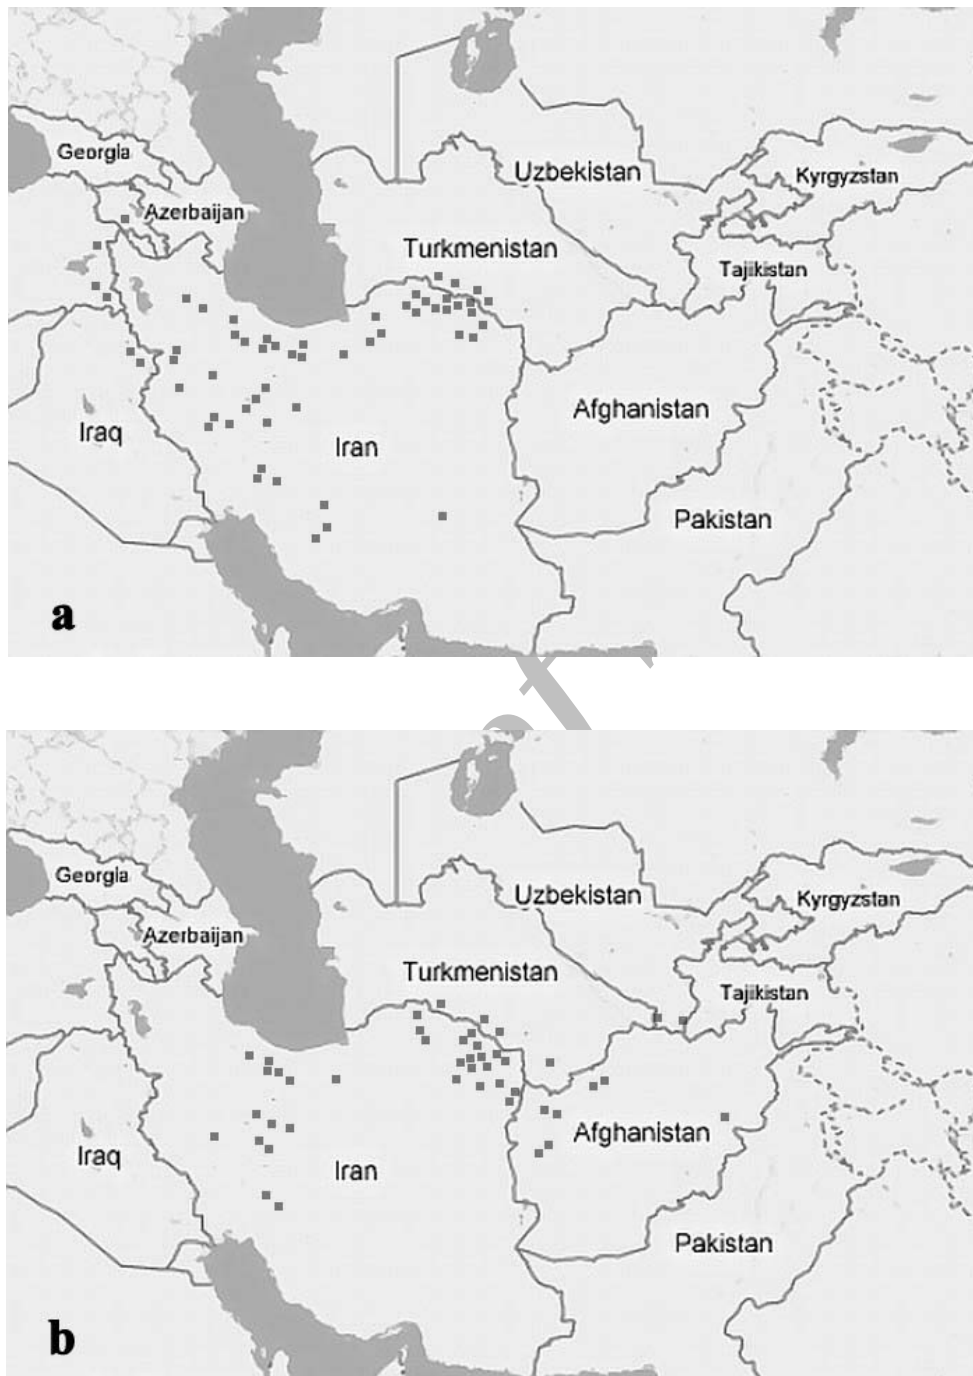 Georgia
Azerbaijan
Uzbekistan
Kyrgyzstan
Turkmenistan
Tajikistan
Iraq
Iran
Afghanistan
Pakistan
a
Georgia
Azerbaijan
Uzbekistan
Kyrgyzstan
Turkmenistan
Tajikistan
Iraq
Iran
Afghanistan
Pakistan
b